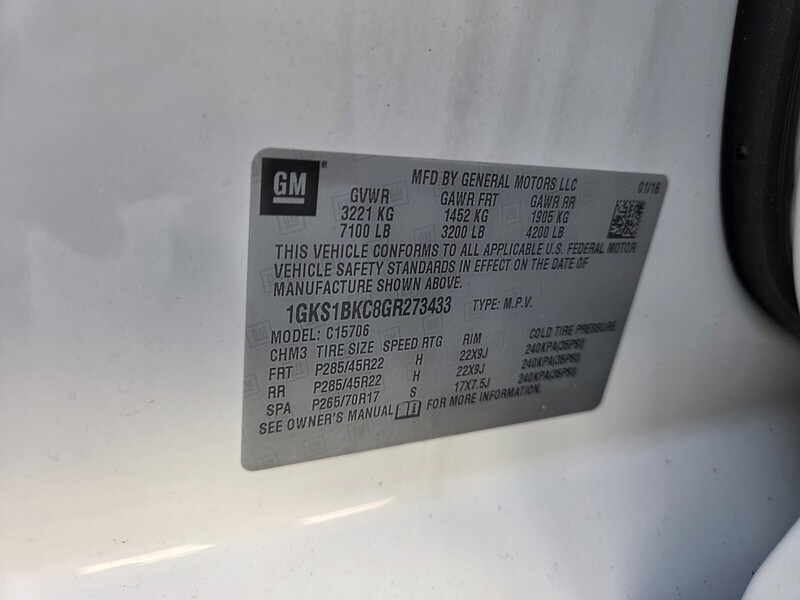 GM
MFD BY GENERAL MOTORS LLC 01/16
GVWR GAWR FRT GAWR RR
3221 KG 1452 KG 1905 KG
7100 LB 3200 LB 4200 LB
THIS VEHICLE CONFORMS TO ALL APPLICABLE U.S. FEDERAL MOTOR
VEHICLE SAFETY STANDARDS IN EFFECT ON THE DATE OF
MANUFACTURE SHOWN ABOVE.
1GKS1BKC8GR273433 TYPE: M.P.V.
MODEL: C15706
CHM3 TIRE SIZE SPEED RTG RIM COLD TIRE PRESSURE
FRT P285/45R22 H 22X9J 240KPA(35PSI)
RR P285/45R22 H 22X9J 240KPA(35PSI)
SPA P265/70R17 S 17X7.5J 240KPA(35PSI)
SEE OWNER'S MANUAL FOR MORE INFORMATION.